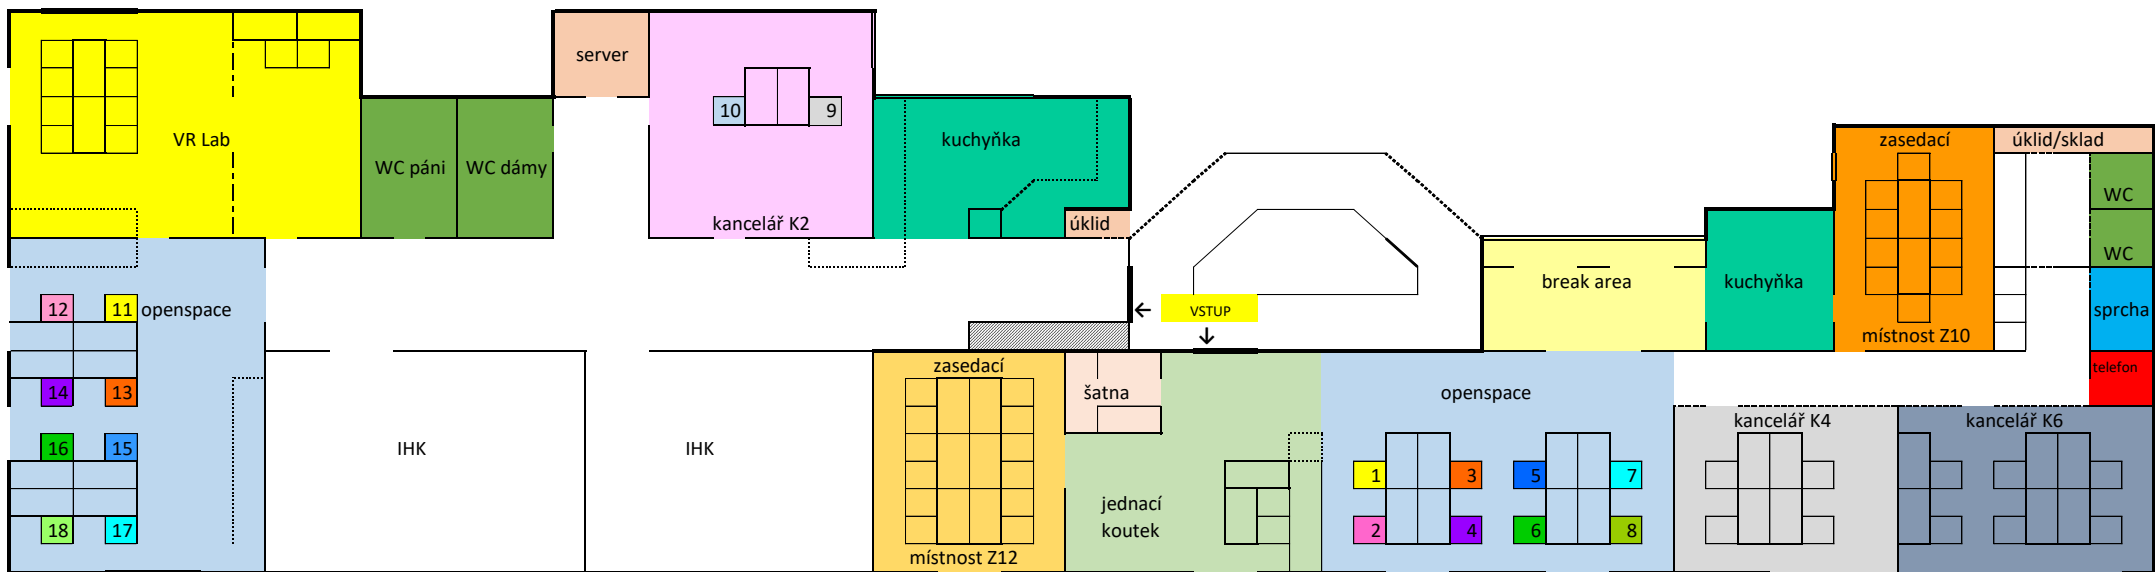 server
10
9
VR Lab
kuchyňka
zasedací
úklid/sklad
WC páni
WC dámy
WC
kancelář K2
úklid
WC
12
11
openspace
←
VSTUP
↓
break area
kuchyňka
sprcha
místnost Z10
14
13
zasedací
šatna
openspace
telefon
kancelář K4
kancelář K6
16
15
IHK
IHK
1
3
5
7
jednací
koutek
18
17
2
4
6
8
místnost Z12